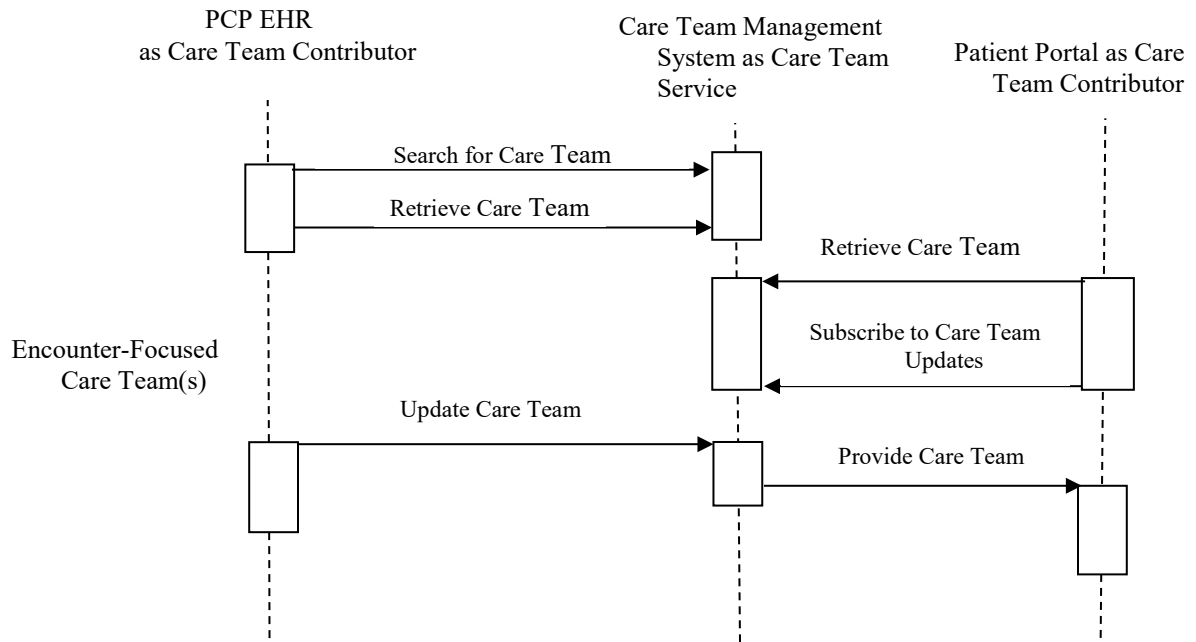 PCP EHR
as Care Team Contributor
Care Team Management
System as Care Team
Service
Patient Portal as Care
Team Contributor
Search for Care Team
Retrieve Care Team
Retrieve Care Team
Subscribe to Care Team
Updates
Encounter-Focused
Care Team(s)
Update Care Team
Provide Care Team